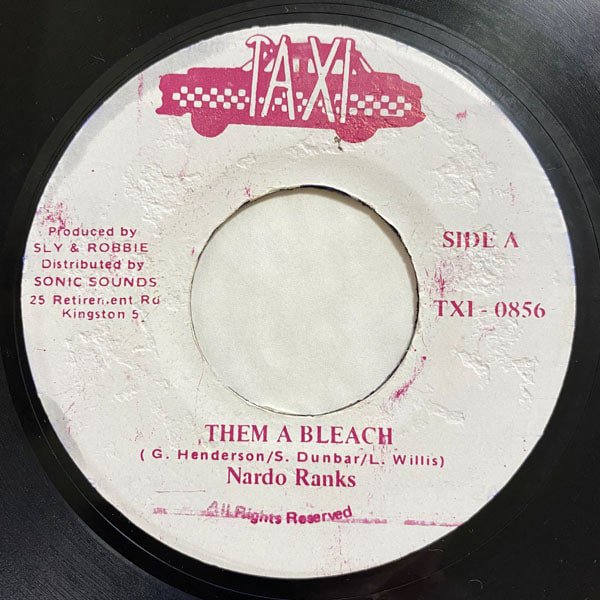 TAXI
Produced by
SLY & ROBBIE
Distributed by
SONIC SOUNDS
25 Retirement Rd
Kingston 5
SIDE A
TXI - 0856
THEM A BLEACH
( G. Henderson/S. Dunbar/L. Willis)
Nardo Ranks
All Rights Reserved